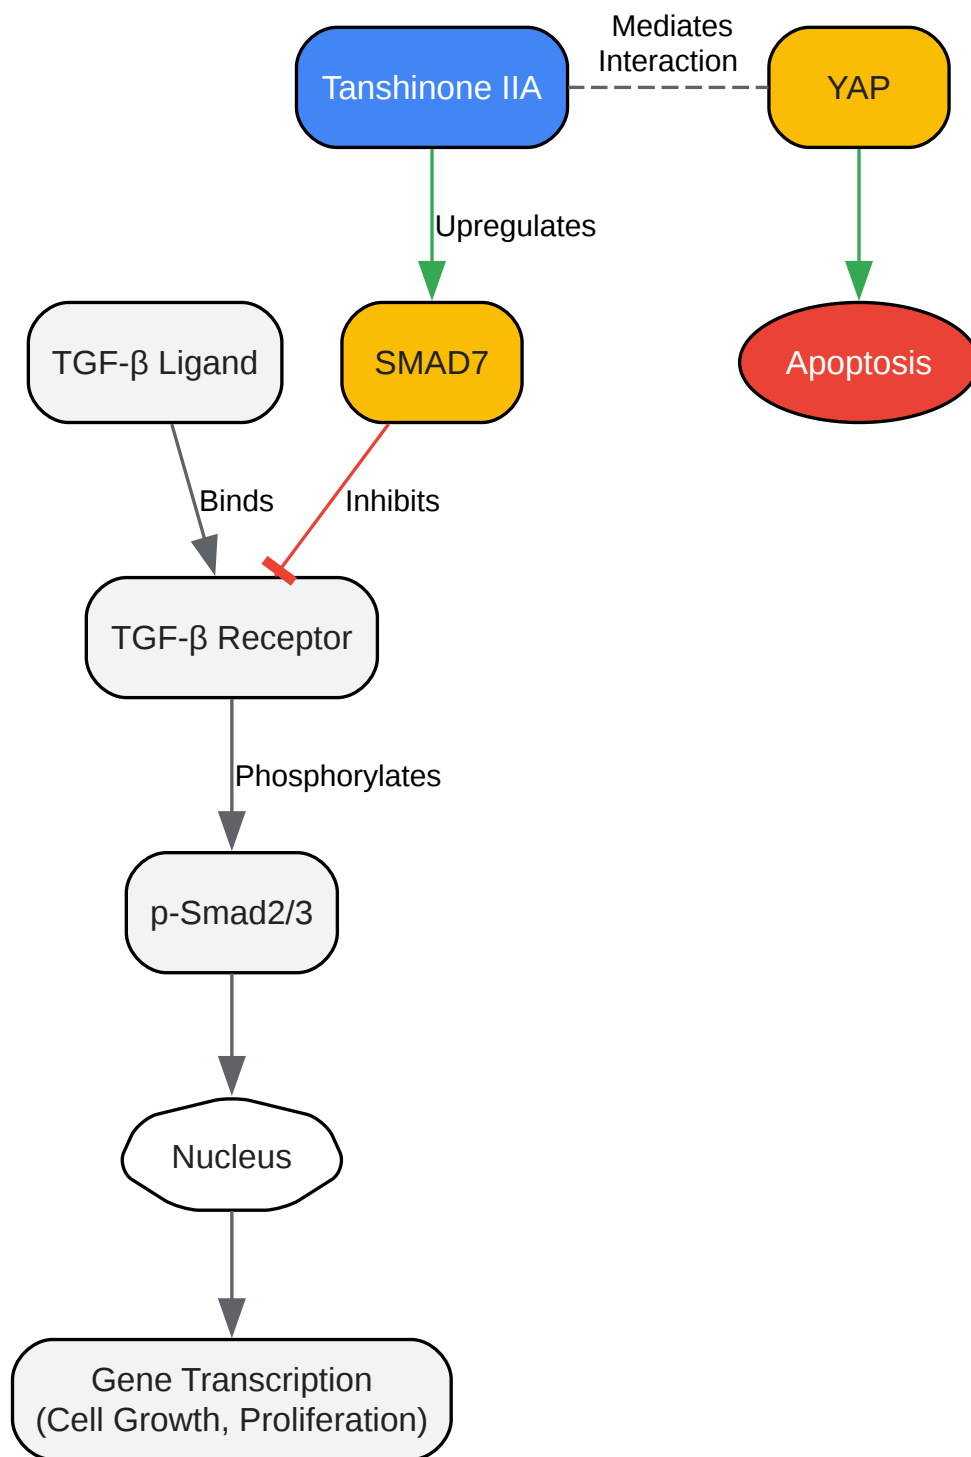 Mediates
Interaction
Tanshinone IIA
YAP
Upregulates
TGF-β Ligand
SMAD7
Apoptosis
Binds
Inhibits
TGF-β Receptor
Phosphorylates
p-Smad2/3
Nucleus
Gene Transcription
(Cell Growth, Proliferation)